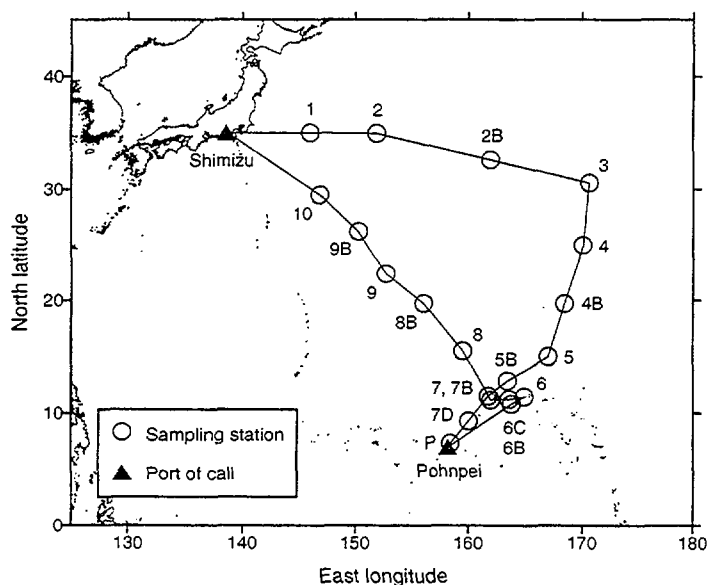 40
30
20
10
0
130
140
150
160
170
180
North latitude
East longitude
Shimizu
1
2
2B
3
4
4B
5
5B
6
6C
6B
7, 7B
7D
P
Pohnpei
8
8B
9
9B
10
Sampling station
Port of call